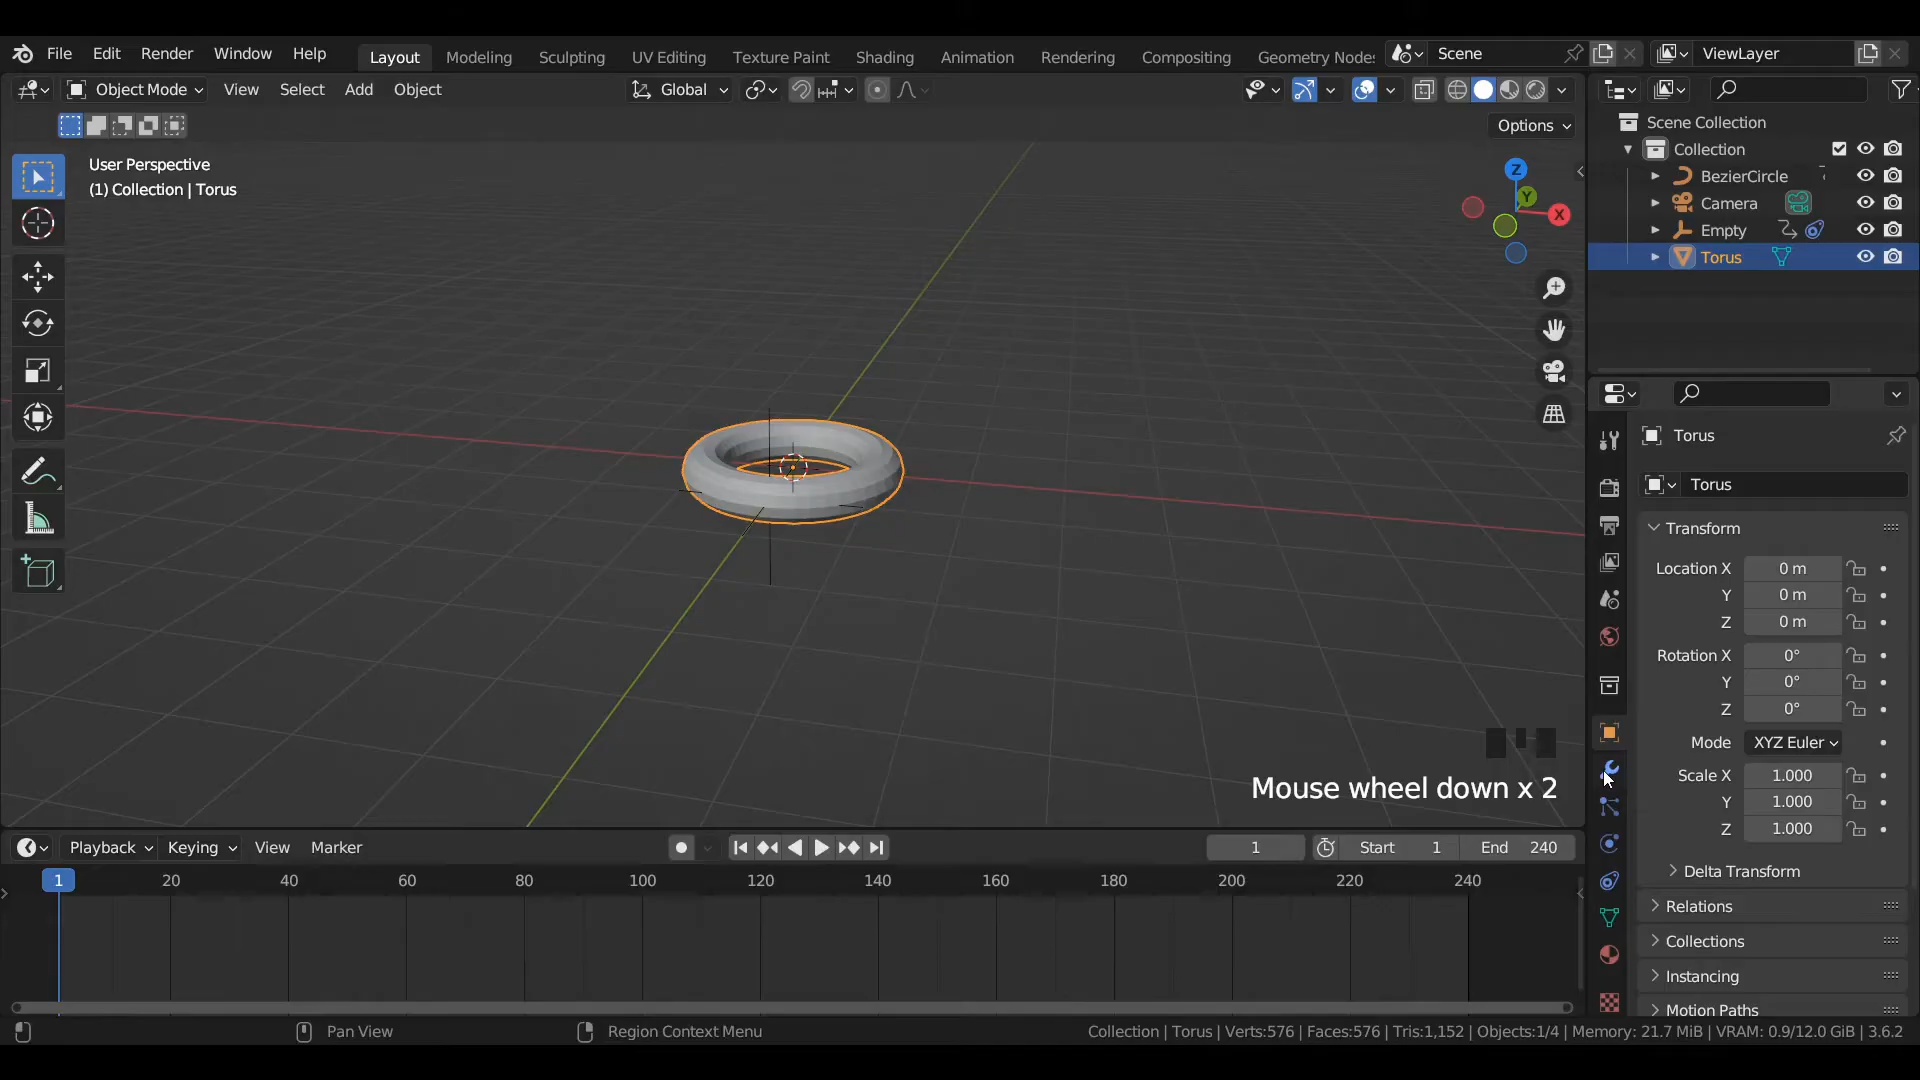 File Edit Render Window Help Layout Modeling Sculpting UV Editing Texture Paint Shading Animation Rendering Compositing Geometry Nodes Scene ViewLayer
Object Mode View Select Add Object Global
Options
User Perspective
(1) Collection | Torus
Z
Y
X
Mouse wheel down x 2
Scene Collection
Collection
BezierCircle
Camera
Empty
Torus
Torus
Torus
Transform
Location X 0 m
Y 0 m
Z 0 m
Rotation X 0°
Y 0°
Z 0°
Mode XYZ Euler
Scale X 1.000
Y 1.000
Z 1.000
Delta Transform
Relations
Collections
Instancing
Motion Paths
Playback Keying View Marker 1 Start 1 End 240
1 20 40 60 80 100 120 140 160 180 200 220 240
Pan View Region Context Menu Collection | Torus | Verts:576 | Faces:576 | Tris:1,152 | Objects:1/4 | Memory: 21.7 MiB | VRAM: 0.9/12.0 GiB | 3.6.2